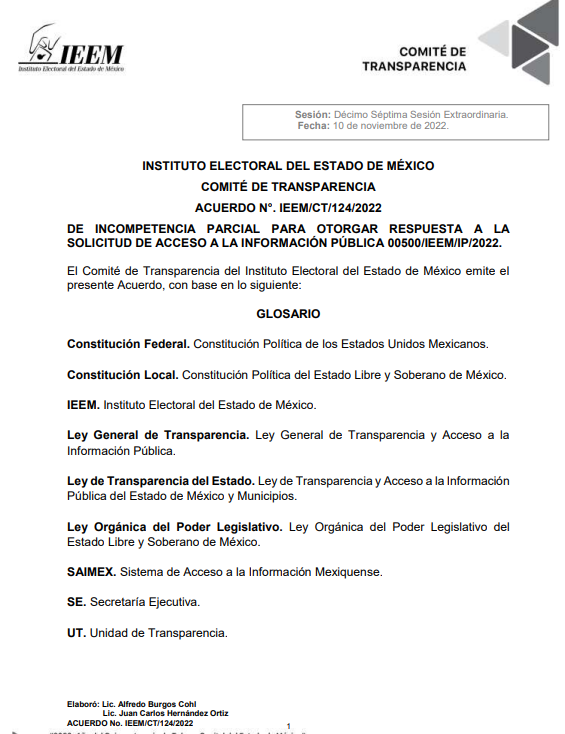 IEEM
Instituto Electoral del Estado de México
COMITÉ DE
TRANSPARENCIA
Sesión: Décimo Séptima Sesión Extraordinaria.
Fecha: 10 de noviembre de 2022.
INSTITUTO ELECTORAL DEL ESTADO DE MÉXICO
COMITÉ DE TRANSPARENCIA
ACUERDO N°. IEEM/CT/124/2022
DE INCOMPETENCIA PARCIAL PARA OTORGAR RESPUESTA A LA
SOLICITUD DE ACCESO A LA INFORMACIÓN PÚBLICA 00500/IEEM/IP/2022.
El Comité de Transparencia del Instituto Electoral del Estado de México emite el
presente Acuerdo, con base en lo siguiente:
GLOSARIO
Constitución Federal. Constitución Política de los Estados Unidos Mexicanos.
Constitución Local. Constitución Política del Estado Libre y Soberano de México.
IEEM. Instituto Electoral del Estado de México.
Ley General de Transparencia. Ley General de Transparencia y Acceso a la
Información Pública.
Ley de Transparencia del Estado. Ley de Transparencia y Acceso a la Información
Pública del Estado de México y Municipios.
Ley Orgánica del Poder Legislativo. Ley Orgánica del Poder Legislativo del
Estado Libre y Soberano de México.
SAIMEX. Sistema de Acceso a la Información Mexiquense.
SE. Secretaría Ejecutiva.
UT. Unidad de Transparencia.
Elaboró: Lic. Alfredo Burgos Cohl
Lic. Juan Carlos Hernández Ortiz
ACUERDO No. IEEM/CT/124/2022
1